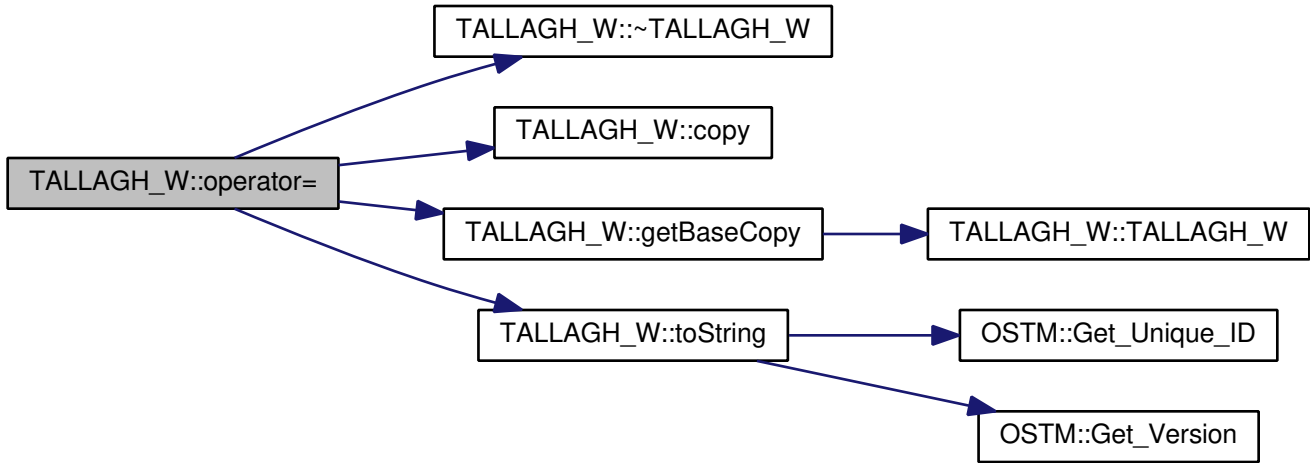 TALLAGH_W::~TALLAGH_W
TALLAGH_W::copy
TALLAGH_W::operator=
TALLAGH_W::getBaseCopy
TALLAGH_W::TALLAGH_W
TALLAGH_W::toString
OSTM::Get_Unique_ID
OSTM::Get_Version